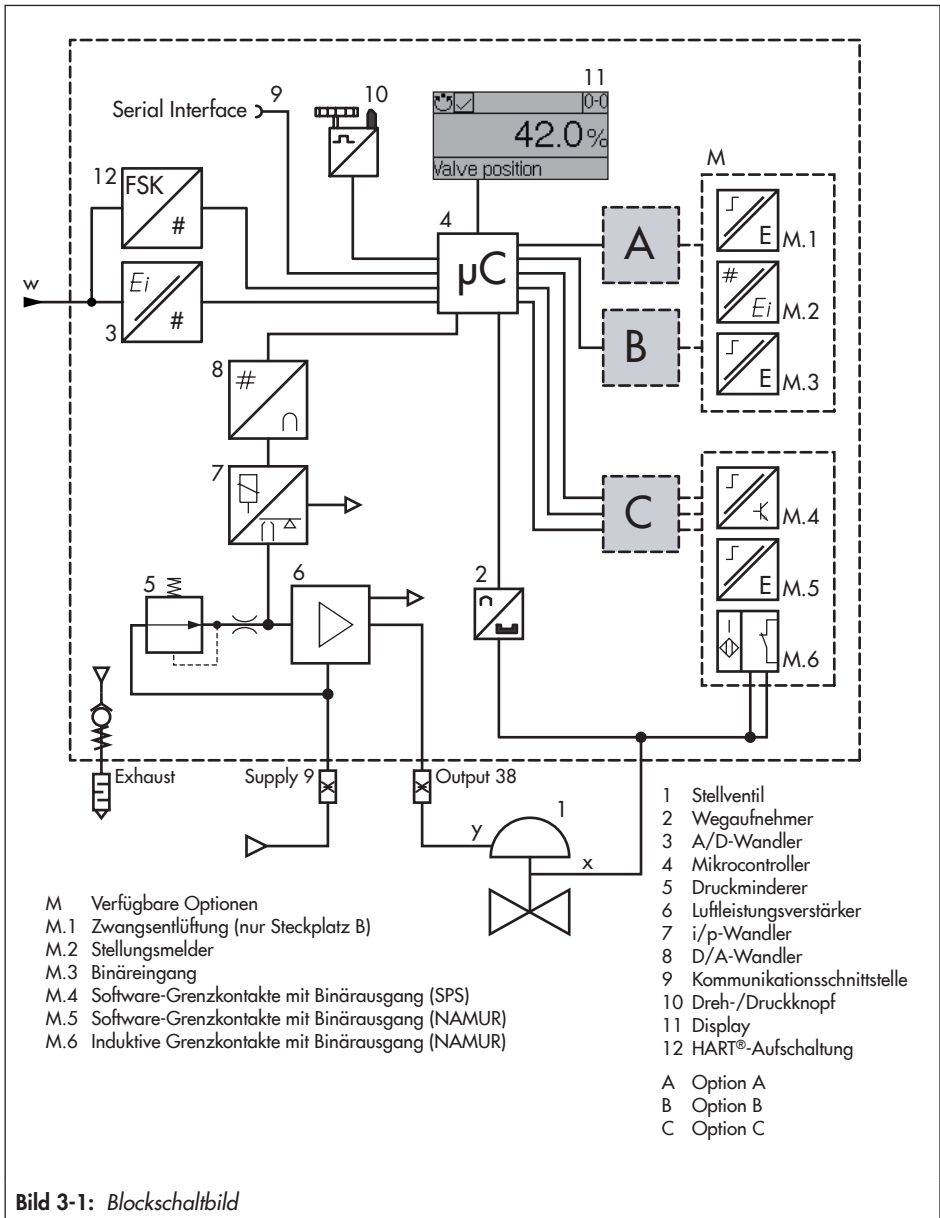 11
9
10
Serial Interface
0-0
42.0%
Valve position
M
12
FSK
#
4
µC
A
E
M.1
w
Ei
#
3
#
Ei
M.2
B
E
M.3
8
#
7
C
M.4
5
6
2
E
M.5
M.6
Exhaust
Supply 9
Output 38
1
y
x
1 Stellventil
2 Wegaufnehmer
3 A/D-Wandler
4 Mikrocontroller
5 Druckminderer
6 Luftleistungsverstärker
7 i/p-Wandler
8 D/A-Wandler
9 Kommunikationsschnittstelle
10 Dreh-/Druckknopf
11 Display
12 HART®-Aufschaltung
A Option A
B Option B
C Option C
M Verfügbare Optionen
M.1 Zwangsentlüftung (nur Steckplatz B)
M.2 Stellungsmelder
M.3 Binäreingang
M.4 Software-Grenzkontakte mit Binärausgang (SPS)
M.5 Software-Grenzkontakte mit Binärausgang (NAMUR)
M.6 Induktive Grenzkontakte mit Binärausgang (NAMUR)
Bild 3-1: Blockschaltbild